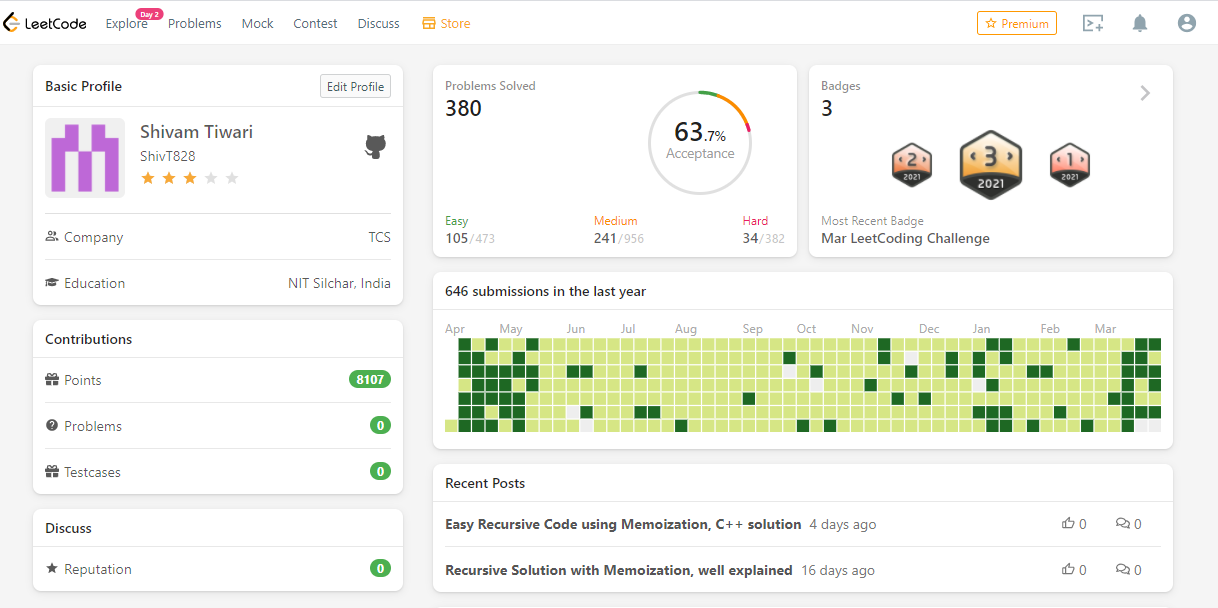 LeetCode Explore Day 2 Problems Mock Contest Discuss Store Premium
Basic Profile Edit Profile
Shivam Tiwari
ShivT828
Company TCS
Education NIT Silchar, India
Contributions
Points 8107
Problems 0
Testcases 0
Discuss
Reputation 0
Problems Solved
380
63.7%
Acceptance
Easy Medium Hard
105/473 241/956 34/382
Badges
3
2 2021
3 2021
1 2021
Most Recent Badge
Mar LeetCoding Challenge
646 submissions in the last year
Apr May Jun Jul Aug Sep Oct Nov Dec Jan Feb Mar
Recent Posts
Easy Recursive Code using Memoization, C++ solution 4 days ago 0 0
Recursive Solution with Memoization, well explained 16 days ago 0 0